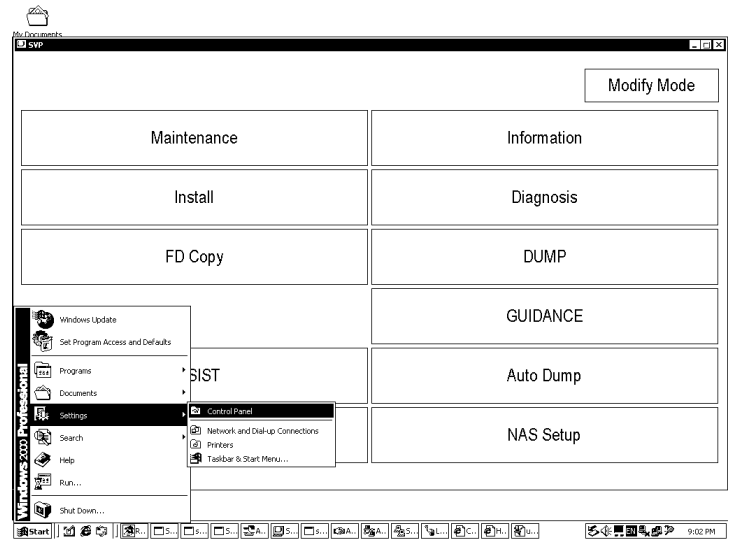 My Documents
SVP
Modify Mode
Maintenance
Information
Install
Diagnosis
FD Copy
DUMP
GUIDANCE
SIST
Auto Dump
NAS Setup
Windows 2000 Professional
Windows Update
Set Program Access and Defaults
Programs
Documents
Settings
Search
Help
Run...
Shut Down...
Control Panel
Network and Dial-up Connections
Printers
Taskbar & Start Menu...
Start
R... S... s... S... A... S... s... A... A... S... L... C... H... u...
EN
9:02 PM